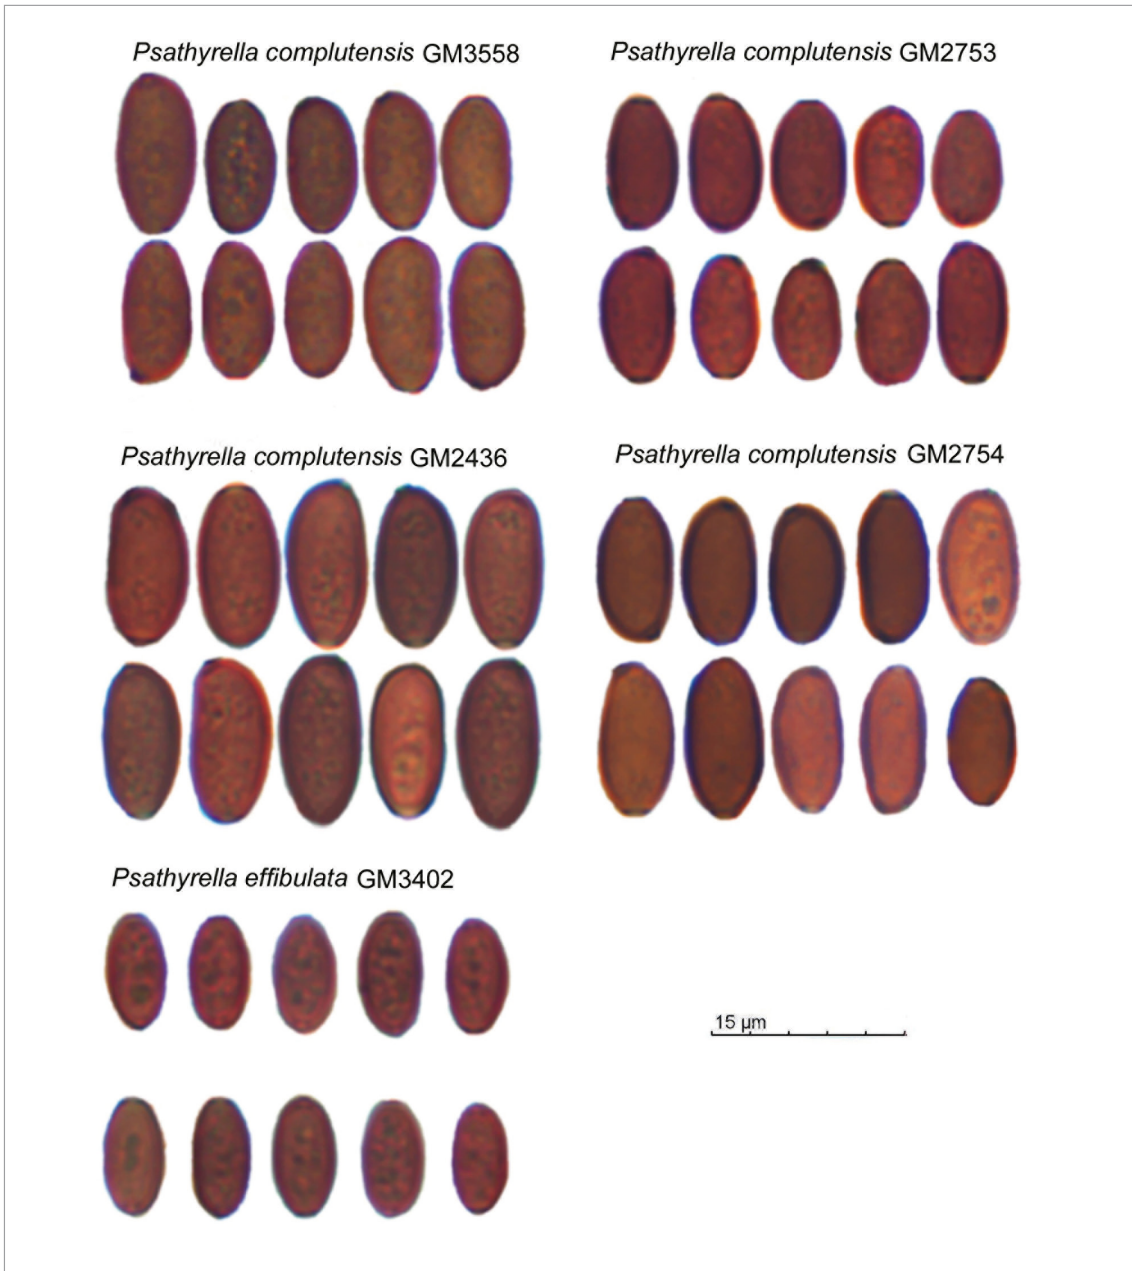 Psathyrella complutensis GM3558
Psathyrella complutensis GM2753
Psathyrella complutensis GM2436
Psathyrella complutensis GM2754
Psathyrella effibulata GM3402
15 µm